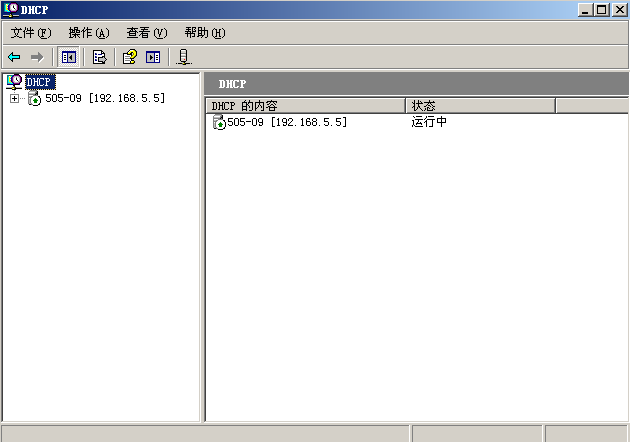 DHCP
文件(F) 操作(A) 查看(V) 帮助(H)
DHCP
505-09 [192.168.5.5]
DHCP
DHCP 的内容 状态
505-09 [192.168.5.5] 运行中